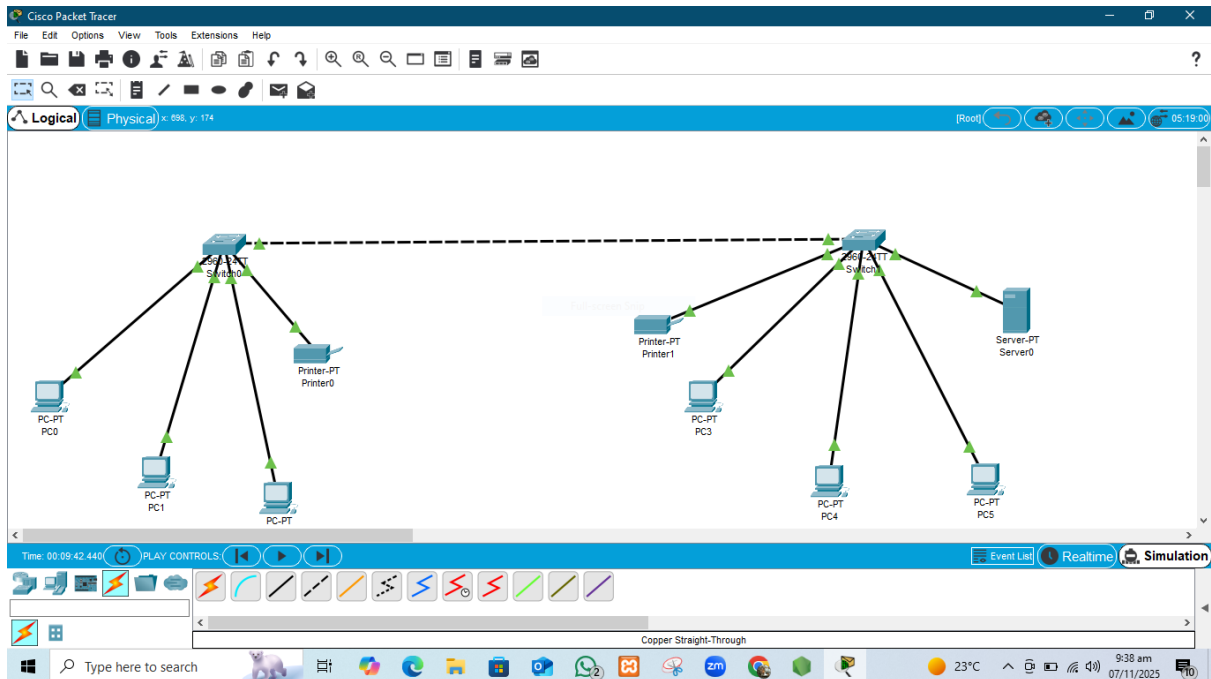 Cisco Packet Tracer
File Edit Options View Tools Extensions Help
?
Logical Physical x: 698, y: 174 [Root] 05:19:00
2960-24TT
Switch0
2960-24TT
Printer-PT
Printer0
Printer-PT
Printer1
Server-PT
Server0
PC-PT
PC0
PC-PT
PC3
PC-PT
PC1
PC-PT
PC-PT
PC4
PC-PT
PC5
Time: 00:09:42.440 PLAY CONTROLS: Event List Realtime Simulation
Copper Straight-Through
Type here to search 2 zm 23°C 9:38 am
07/11/2025 10